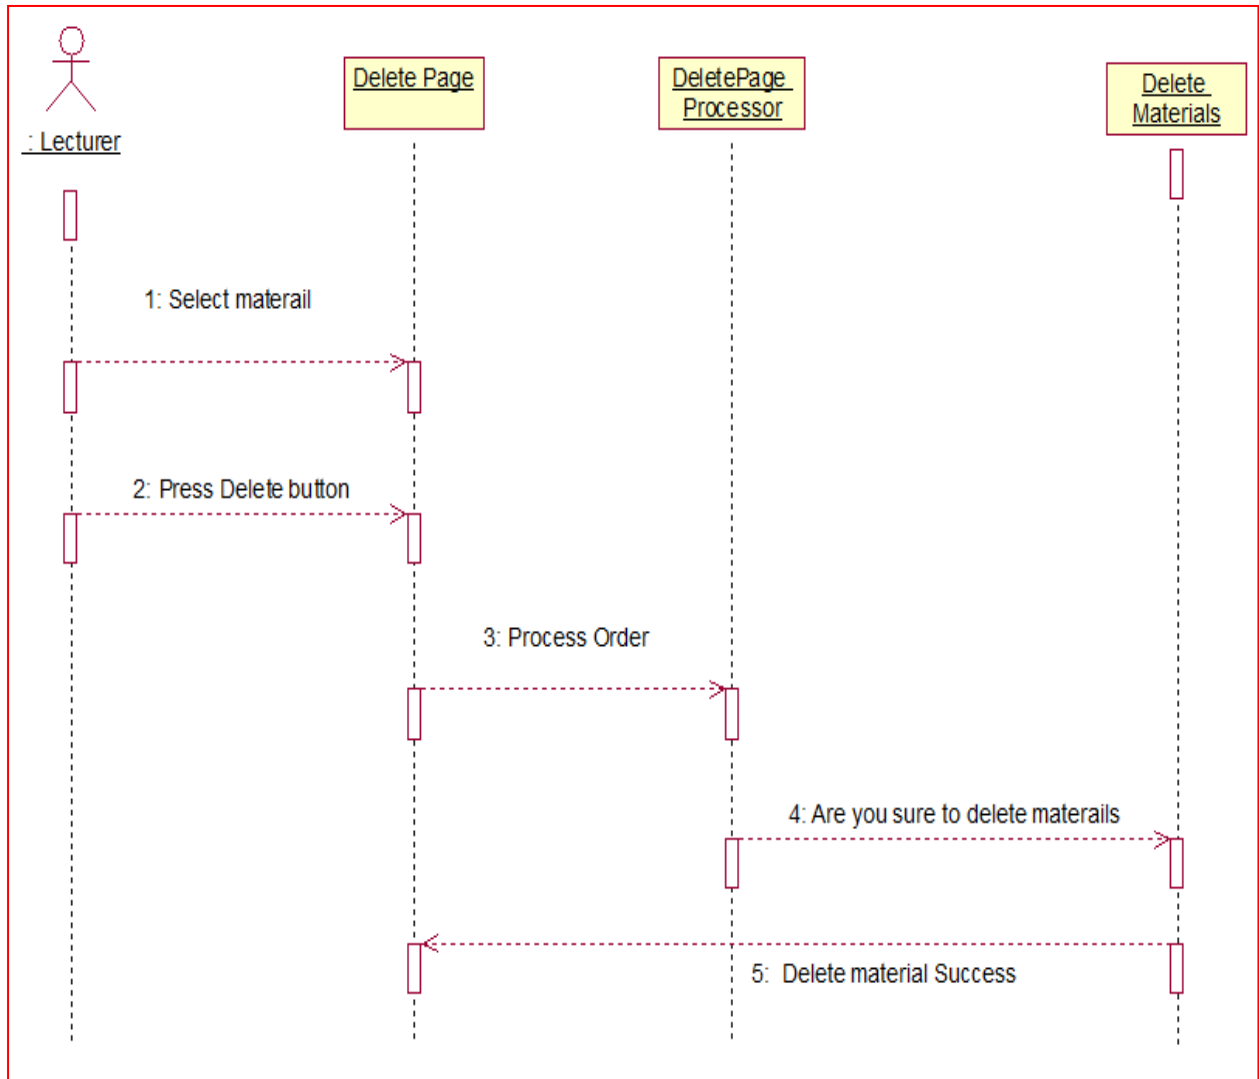 : Lecturer
Delete Page
DeletePage
Processor
Delete
Materials
1: Select materail
2: Press Delete button
3: Process Order
4: Are you sure to delete materails
5: Delete material Success